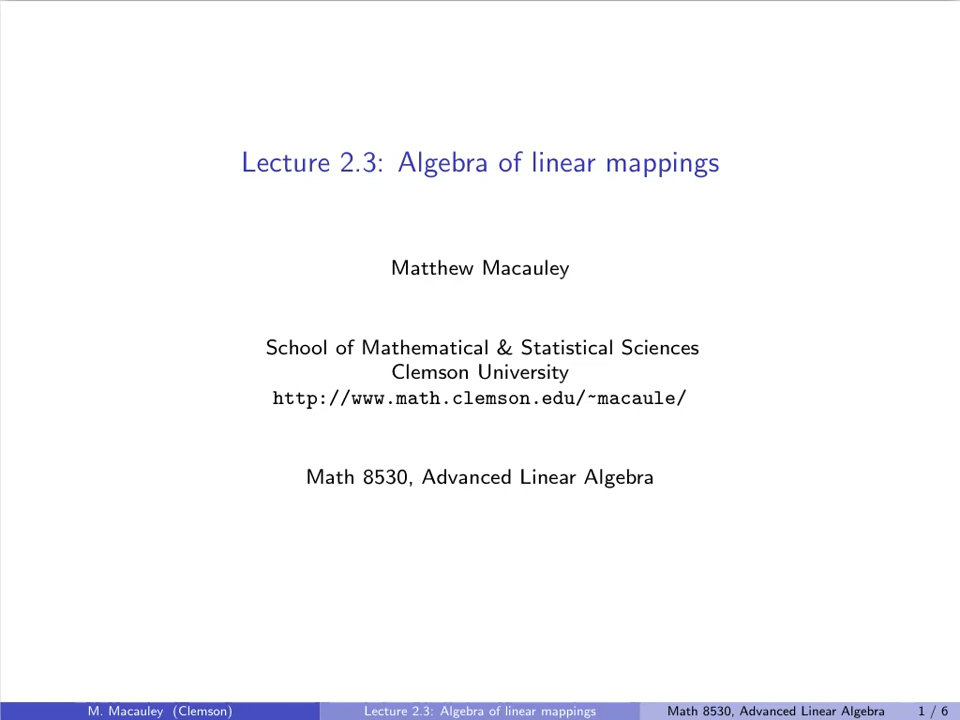 Lecture 2.3: Algebra of linear mappings
Matthew Macauley
School of Mathematical & Statistical Sciences
Clemson University
http://www.math.clemson.edu/~macaule/
Math 8530, Advanced Linear Algebra
M. Macauley (Clemson)
Lecture 2.3: Algebra of linear mappings
Math 8530, Advanced Linear Algebra
1 / 6